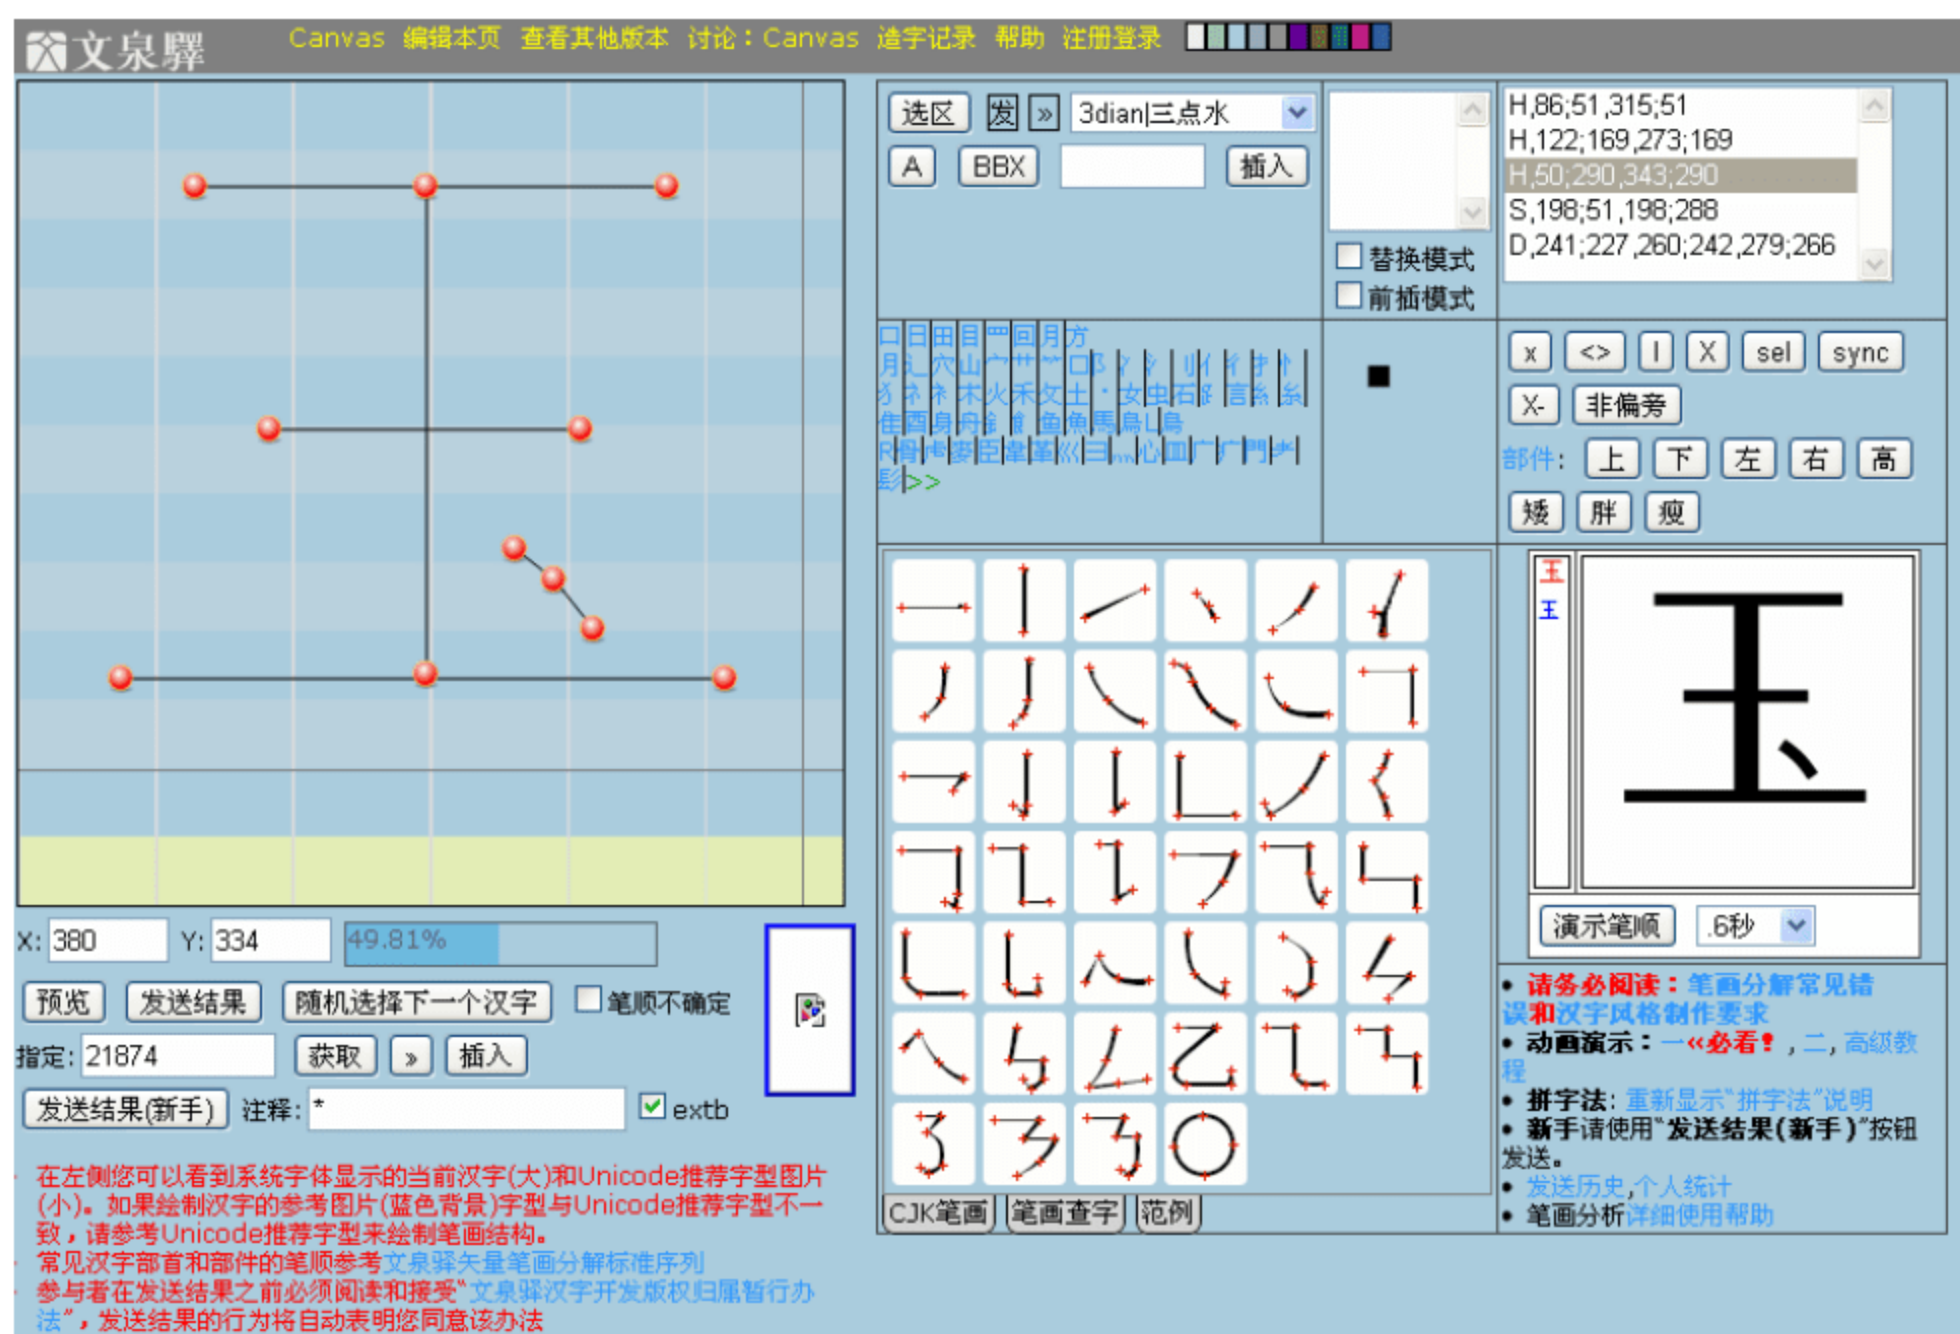 文泉驛
Canvas 编辑本页 查看其他版本 讨论：Canvas 造字记录 帮助 注册登录
选区 发 » 3dian|三点水
A BBX 插入
替换模式
前插模式
H,86;51,315;51
H,122;169,273;169
H,50;290,343;290
S,198;51,198;288
D,241;227,260;242,279;266
口 日 田 目 罒 回 月 方
>>
x <> | X sel sync
X- 非偏旁
部件: 上 下 左 右 高
矮 胖 瘦
玉
玉
玉
演示笔顺 .6秒
X: 380 Y: 334 49.81%
预览 发送结果 随机选择下一个汉字 笔顺不确定
指定: 21874 获取 » 插入
发送结果(新手) 注释: * extb
在左侧您可以看到系统字体显示的当前汉字(大)和Unicode推荐字型图片
(小)。如果绘制汉字的参考图片(蓝色背景)字型与Unicode推荐字型不一
致，请参考Unicode推荐字型来绘制笔画结构。
常见汉字部首和部件的笔顺参考文泉驿矢量笔画分解标准序列
参与者在发送结果之前必须阅读和接受“文泉驿汉字开发版权归属暂行办
法”，发送结果的行为将自动表明您同意该办法
CJK笔画 笔画查字 范例
• 请务必阅读：笔画分解常见错
误和汉字风格制作要求
• 动画演示：一«必看！, 二, 高级教
程
• 拼字法: 重新显示“拼字法”说明
• 新手请使用“发送结果(新手)”按钮
发送。
• 发送历史,个人统计
• 笔画分析详细使用帮助